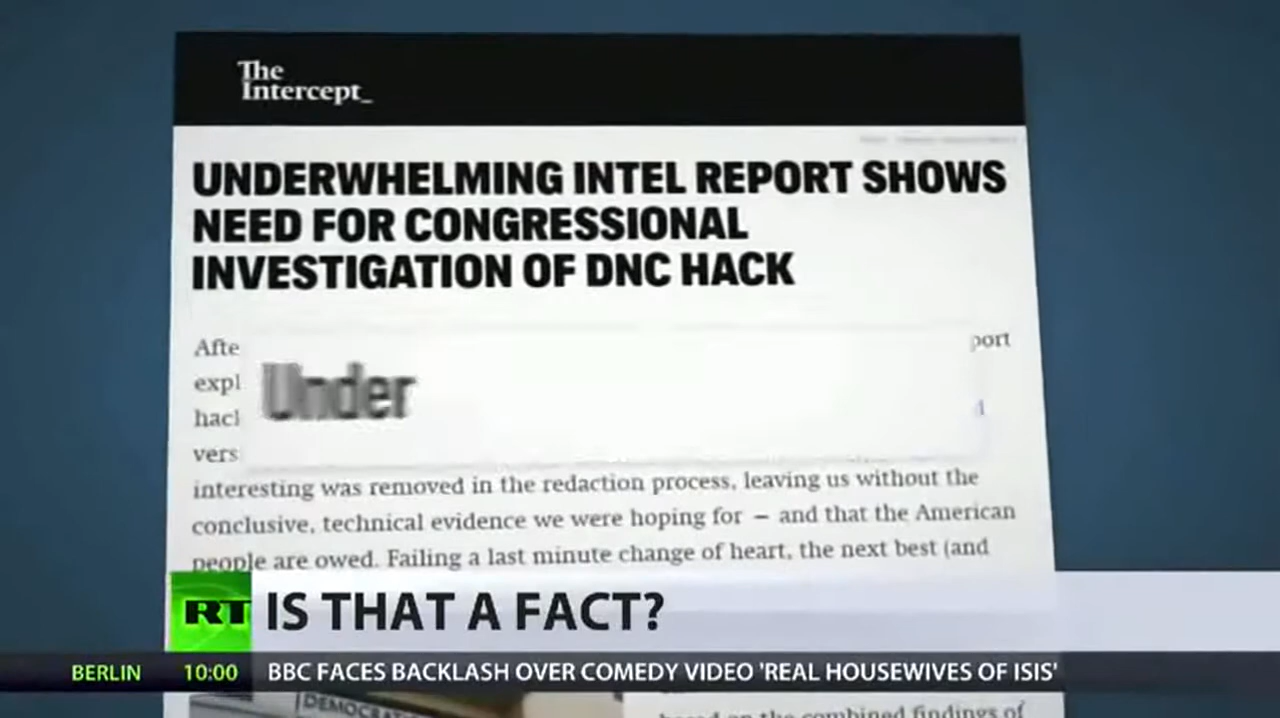 The
Intercept_
UNDERWHELMING INTEL REPORT SHOWS
NEED FOR CONGRESSIONAL
INVESTIGATION OF DNC HACK
Afte port
expl
hacl
vers
Under
interesting was removed in the redaction process, leaving us without the
conclusive, technical evidence we were hoping for — and that the American
people are owed. Failing a last minute change of heart, the next best (and
RT IS THAT A FACT?
BERLIN 10:00 BBC FACES BACKLASH OVER COMEDY VIDEO 'REAL HOUSEWIVES OF ISIS'
DEMOCRAT
based on the combined findings of